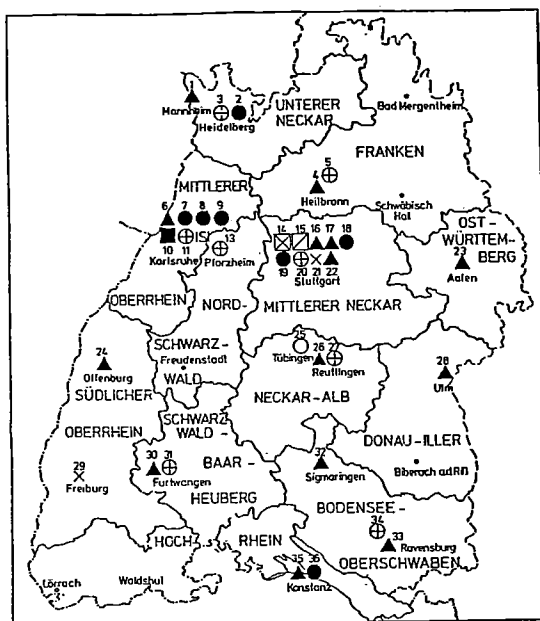 1
Mannheim
3 2
Heidelberg
UNTERER
NECKAR
Bad Mergentheim
FRANKEN
5
4
Heilbronn
Schwäbisch
Hall
MITTLERER
6 7 8 9
10 11
Karlsruhe
13
Pforzheim
14 15 16 17 18
19 20 21 22
Stuttgart
OST-
WÜRTTEM-
BERG
23
Aalen
OBERRHEIN
NORD-
MITTLERER NECKAR
24
Offenburg
SÜDLICHER
OBERRHEIN
SCHWARZ-
Freudenstadt
WALD
25
Tübingen
26 27
Reutlingen
NECKAR-ALB
28
Ulm
SCHWARZ
WALD-
BAAR-
HEUBERG
29
Freiburg
30 31
Furtwangen
DONAU-ILLER
Biberach a.d.Riß
32
Sigmaringen
BODENSEE-
34
33
Ravensburg
OBERSCHWABEN
HOCH-
RHEIN
35 36
Konstanz
Lörrach
Waldshut